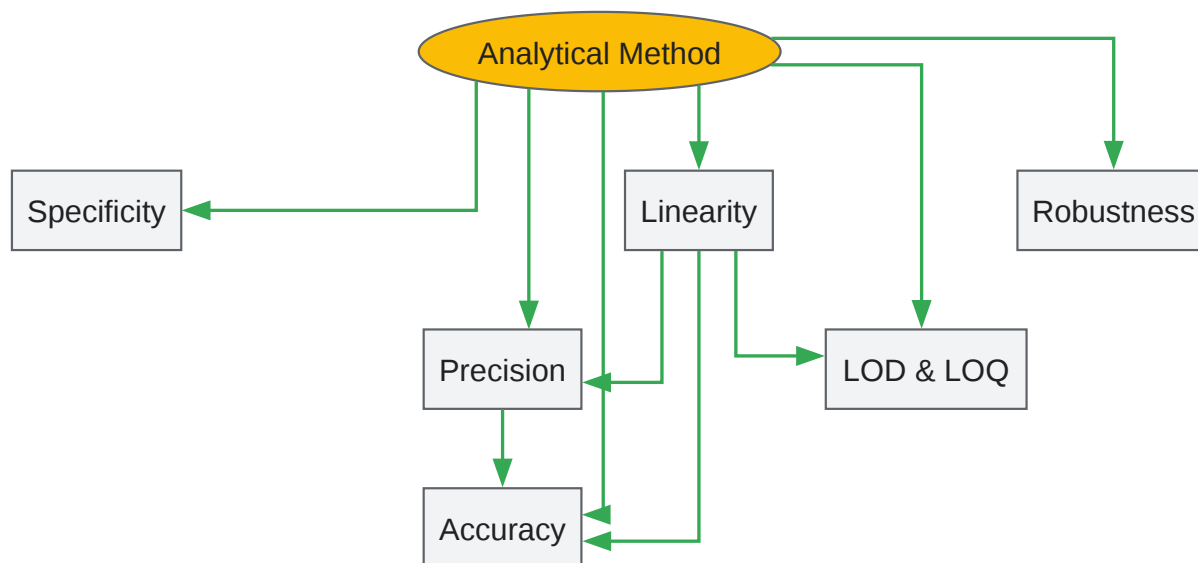 Analytical Method
Specificity
Linearity
Robustness
Precision
LOD & LOQ
Accuracy